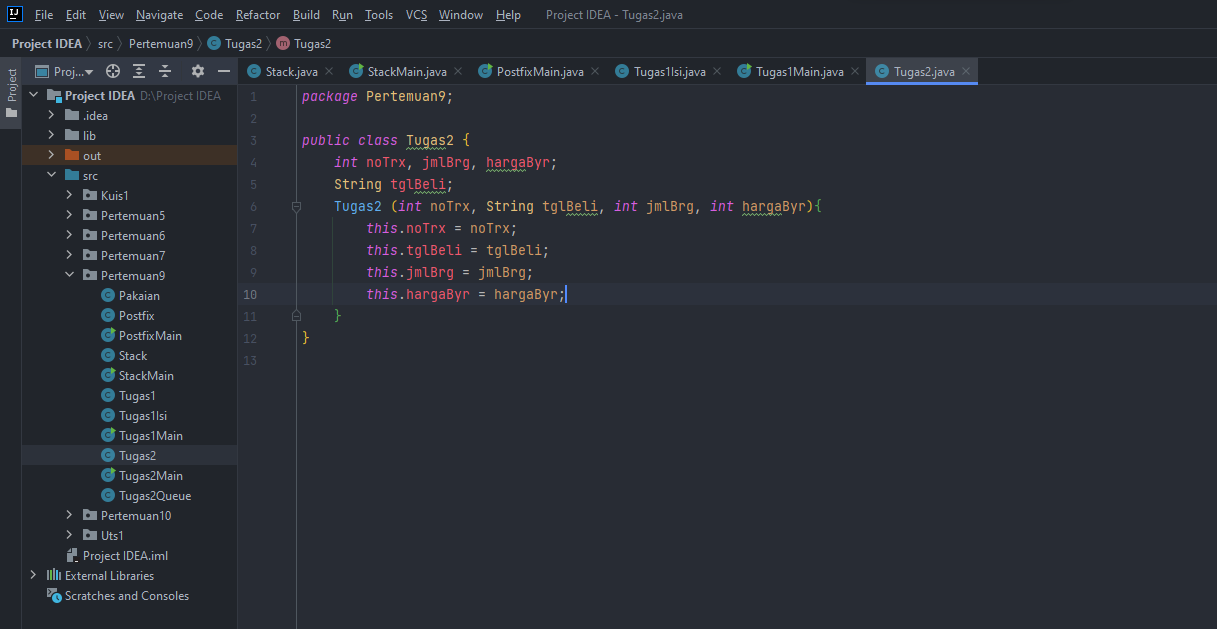 File Edit View Navigate Code Refactor Build Run Tools VCS Window Help Project IDEA - Tugas2.java
Project IDEA src Pertemuan9 Tugas2 Tugas2
Project
Proj...
Stack.java StackMain.java PostfixMain.java Tugas1Isi.java Tugas1Main.java Tugas2.java
Project IDEA D:\Project IDEA
.idea
lib
out
src
Kuis1
Pertemuan5
Pertemuan6
Pertemuan7
Pertemuan9
Pakaian
Postfix
PostfixMain
Stack
StackMain
Tugas1
Tugas1Isi
Tugas1Main
Tugas2
Tugas2Main
Tugas2Queue
Pertemuan10
Uts1
Project IDEA.iml
External Libraries
Scratches and Consoles
1 package Pertemuan9;
2
3 public class Tugas2 {
4 int noTrx, jmlBrg, hargaByr;
5 String tglBeli;
6 Tugas2 (int noTrx, String tglBeli, int jmlBrg, int hargaByr){
7 this.noTrx = noTrx;
8 this.tglBeli = tglBeli;
9 this.jmlBrg = jmlBrg;
10 this.hargaByr = hargaByr;
11 }
12 }
13